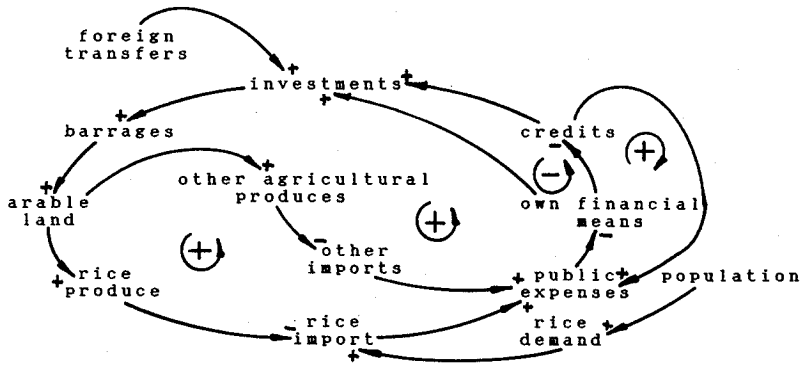 foreign
transfers
+
investments+
+
+
barrages
credits
-
+
-
+
other agricultural
produces
+
arable
land
own financial
means
-
+
+
-other
imports
+rice
produce
+ public+
expenses
+
population
-rice
import
+
rice
demand+